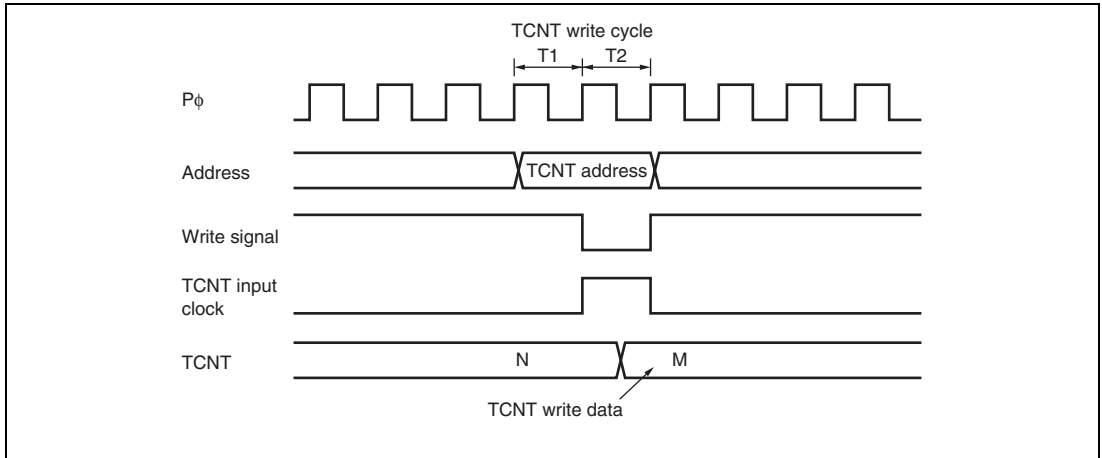 TCNT write cycle
T1 T2
Pϕ
Address
TCNT address
Write signal
TCNT input
clock
TCNT
N
M
TCNT write data